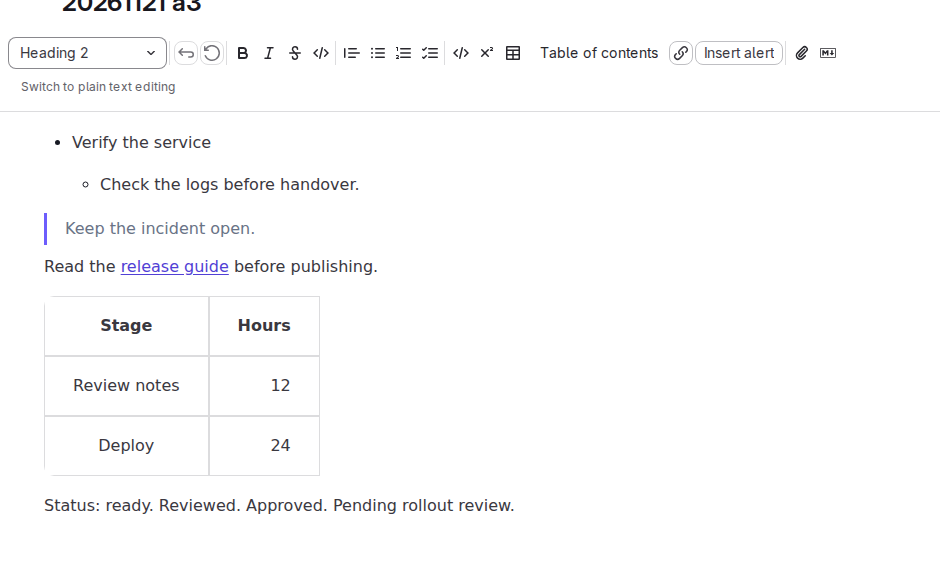 20261121 a3
Heading 2
Table of contents
Insert alert
Switch to plain text editing
Verify the service
Check the logs before handover.
Keep the incident open.
Read the release guide before publishing.
Stage Hours
Review notes 12
Deploy 24
Status: ready. Reviewed. Approved. Pending rollout review.